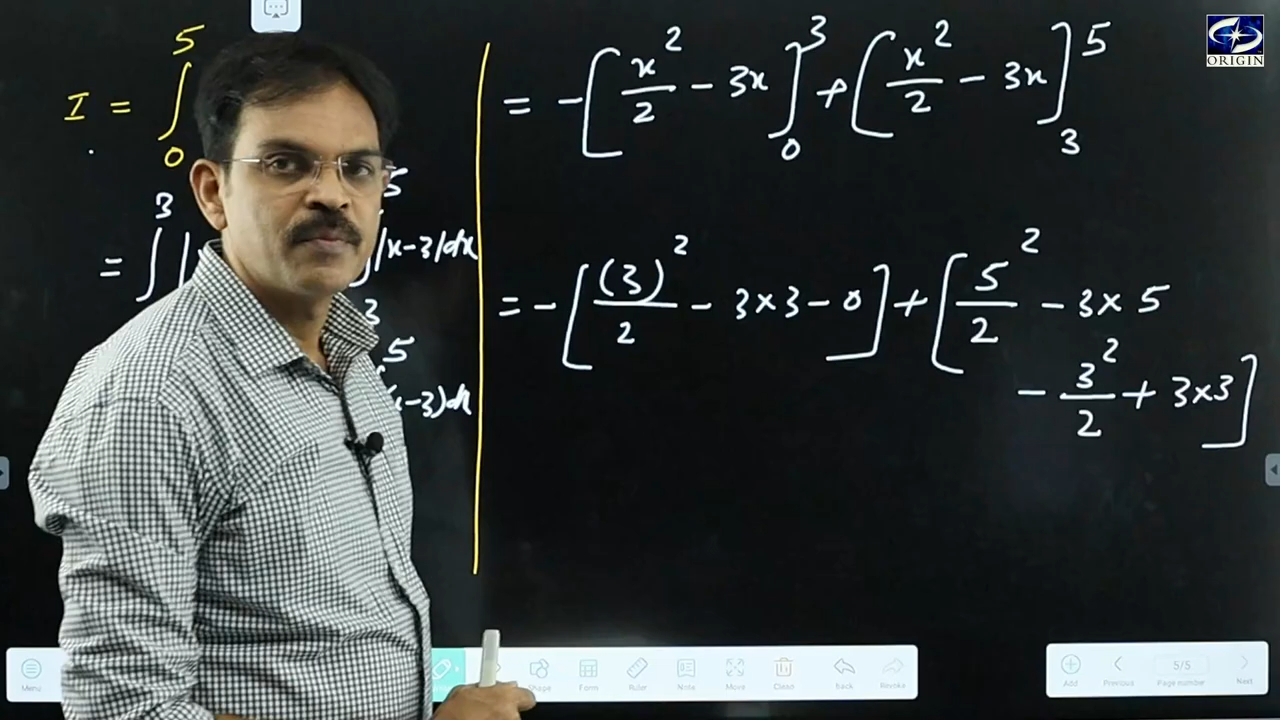 I = ∫₀⁵
= ∫ 3 | 5 |x-3|dx
3
5
x-3)dx
= -[x²/2 - 3x]₀³ + [x²/2 - 3x]₃⁵
= -[(3)²/2 - 3×3 - 0] + [5²/2 - 3×5
- 3²/2 + 3×3]
ORIGIN
Menu Shape Form Ruler Note Move Clean back Revoke
Add Previous 5/5 Page number Next